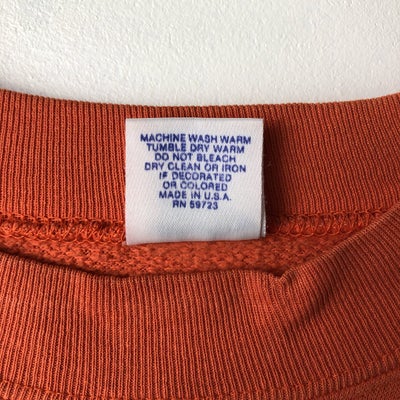 MACHINE WASH WARM
TUMBLE DRY WARM
DO NOT BLEACH
DRY CLEAN OR IRON
IF DECORATED
OR COLORED
MADE IN U.S.A.
RN 59723